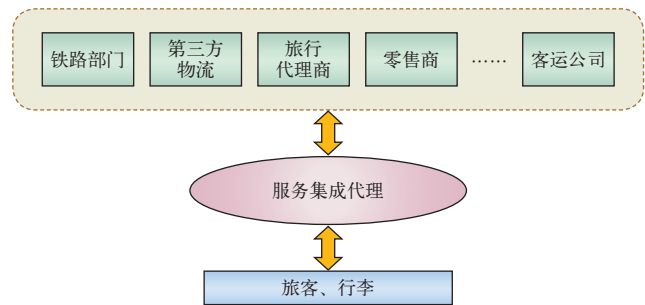 铁路部门
第三方
物流
旅行
代理商
零售商
……
客运公司
服务集成代理
旅客、行李